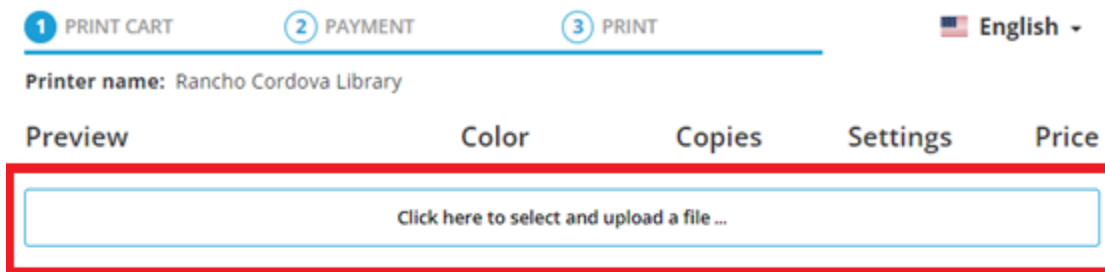 1 PRINT CART 2 PAYMENT 3 PRINT English
Printer name: Rancho Cordova Library
Preview Color Copies Settings Price
Click here to select and upload a file ...